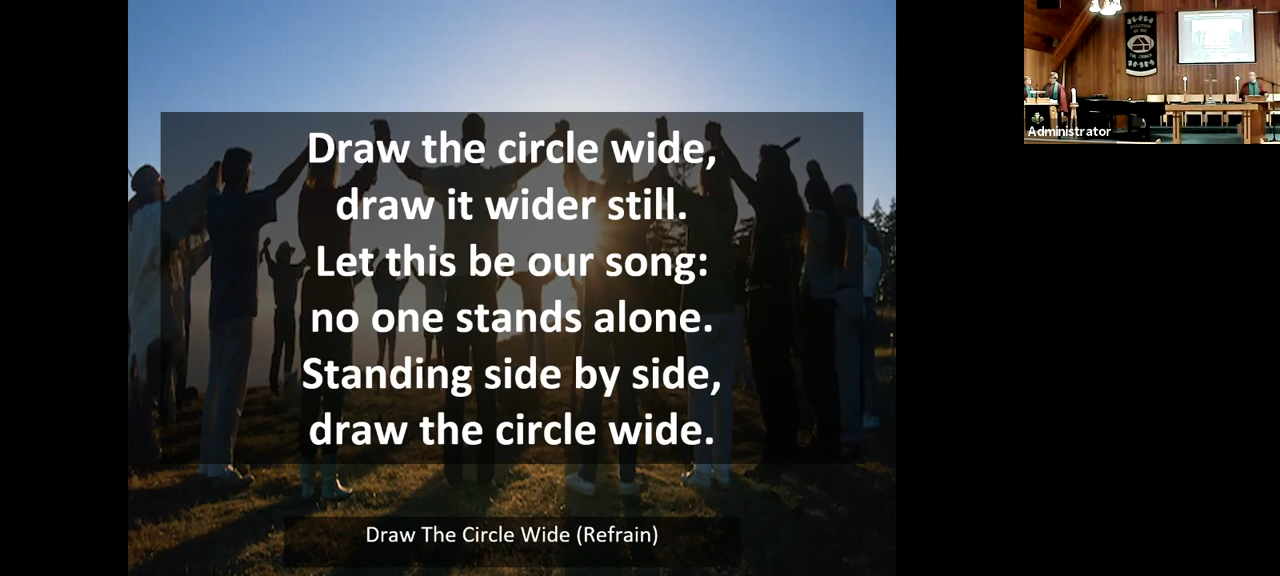 Draw the circle wide,
draw it wider still.
Let this be our song:
no one stands alone.
Standing side by side,
draw the circle wide.
Draw The Circle Wide (Refrain)
Administrator